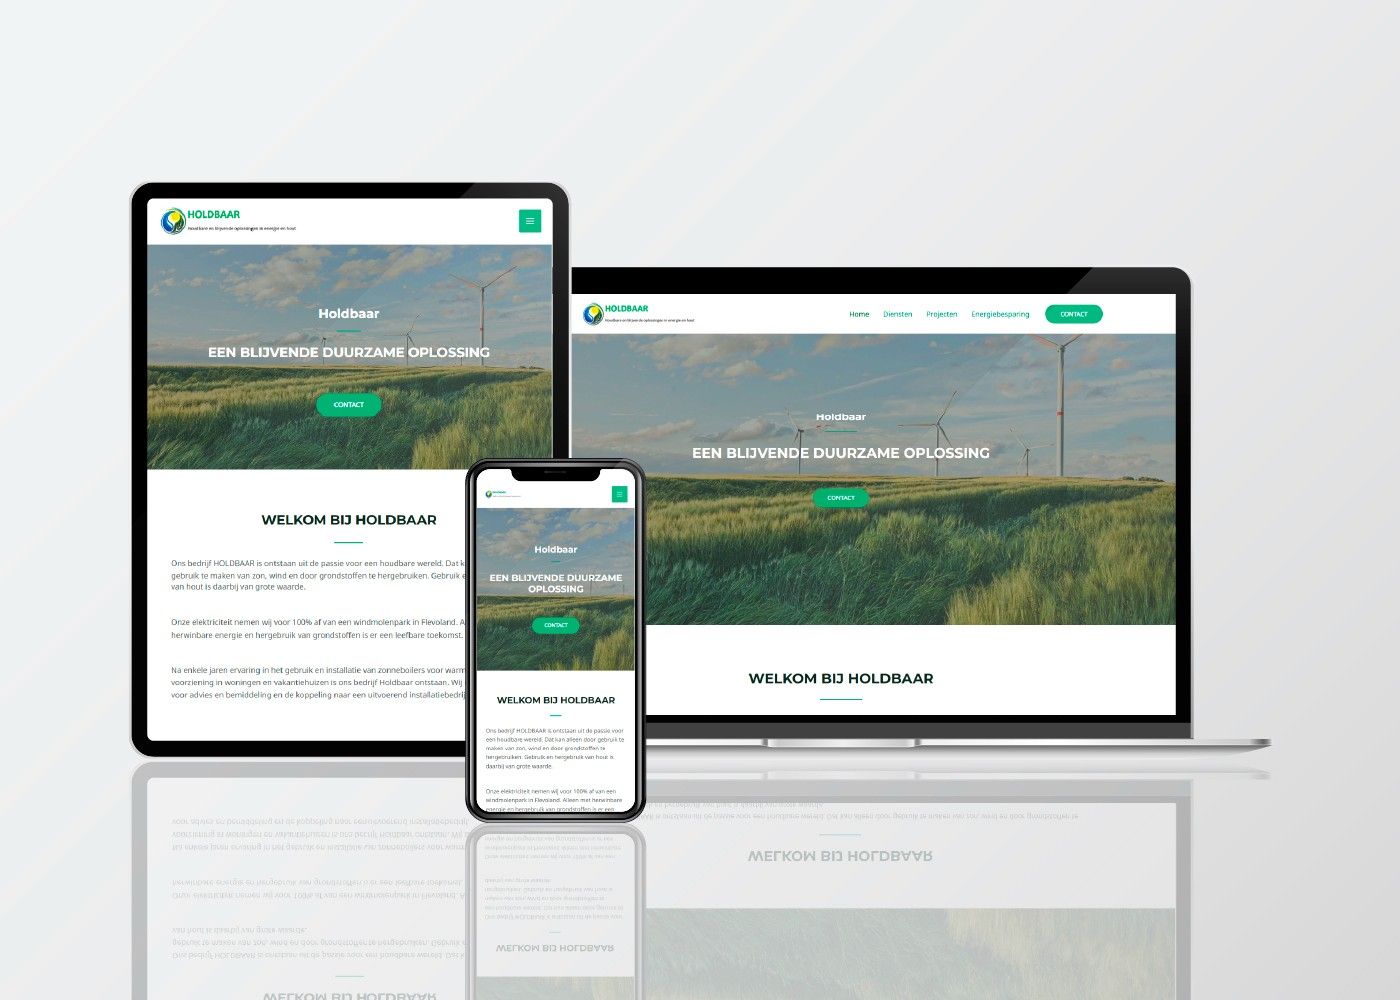 HOLDBAAR
Houdbare en blijvende oplossingen in energie en hout
Holdbaar
EEN BLIJVENDE DUURZAME OPLOSSING
CONTACT
WELKOM BIJ HOLDBAAR
Ons bedrijf HOLDBAAR is ontstaan uit de passie voor een houdbare wereld. Dat k
gebruik te maken van zon, wind en door grondstoffen te hergebruiken. Gebruik e
van hout is daarbij van grote waarde.
Onze elektriciteit nemen wij voor 100% af van een windmolenpark in Flevoland. A
herwinbare energie en hergebruik van grondstoffen is er een leefbare toekomst.
Na enkele jaren ervaring in het gebruik en installatie van zonneboilers voor warm
voorziening in woningen en vakantiehuizen is ons bedrijf Holdbaar ontstaan. Wij
voor advies en bemiddeling en de koppeling naar een uitvoerend installatiebedrij
HOLDBAAR
Holdbaar
EEN BLIJVENDE DUURZAME
OPLOSSING
CONTACT
WELKOM BIJ HOLDBAAR
Ons bedrijf HOLDBAAR is ontstaan uit de passie voor
een houdbare wereld. Dat kan alleen door gebruik te
maken van zon, wind en door grondstoffen te
hergebruiken. Gebruik en hergebruik van hout is
daarbij van grote waarde.
Onze elektriciteit nemen wij voor 100% af van een
windmolenpark in Flevoland. Alleen met herwinbare
energie en hergebruik van grondstoffen is er een
HOLDBAAR
Houdbare en blijvende oplossingen in energie en hout
Home Diensten Projecten Energiebesparing CONTACT
Holdbaar
EEN BLIJVENDE DUURZAME OPLOSSING
CONTACT
WELKOM BIJ HOLDBAAR